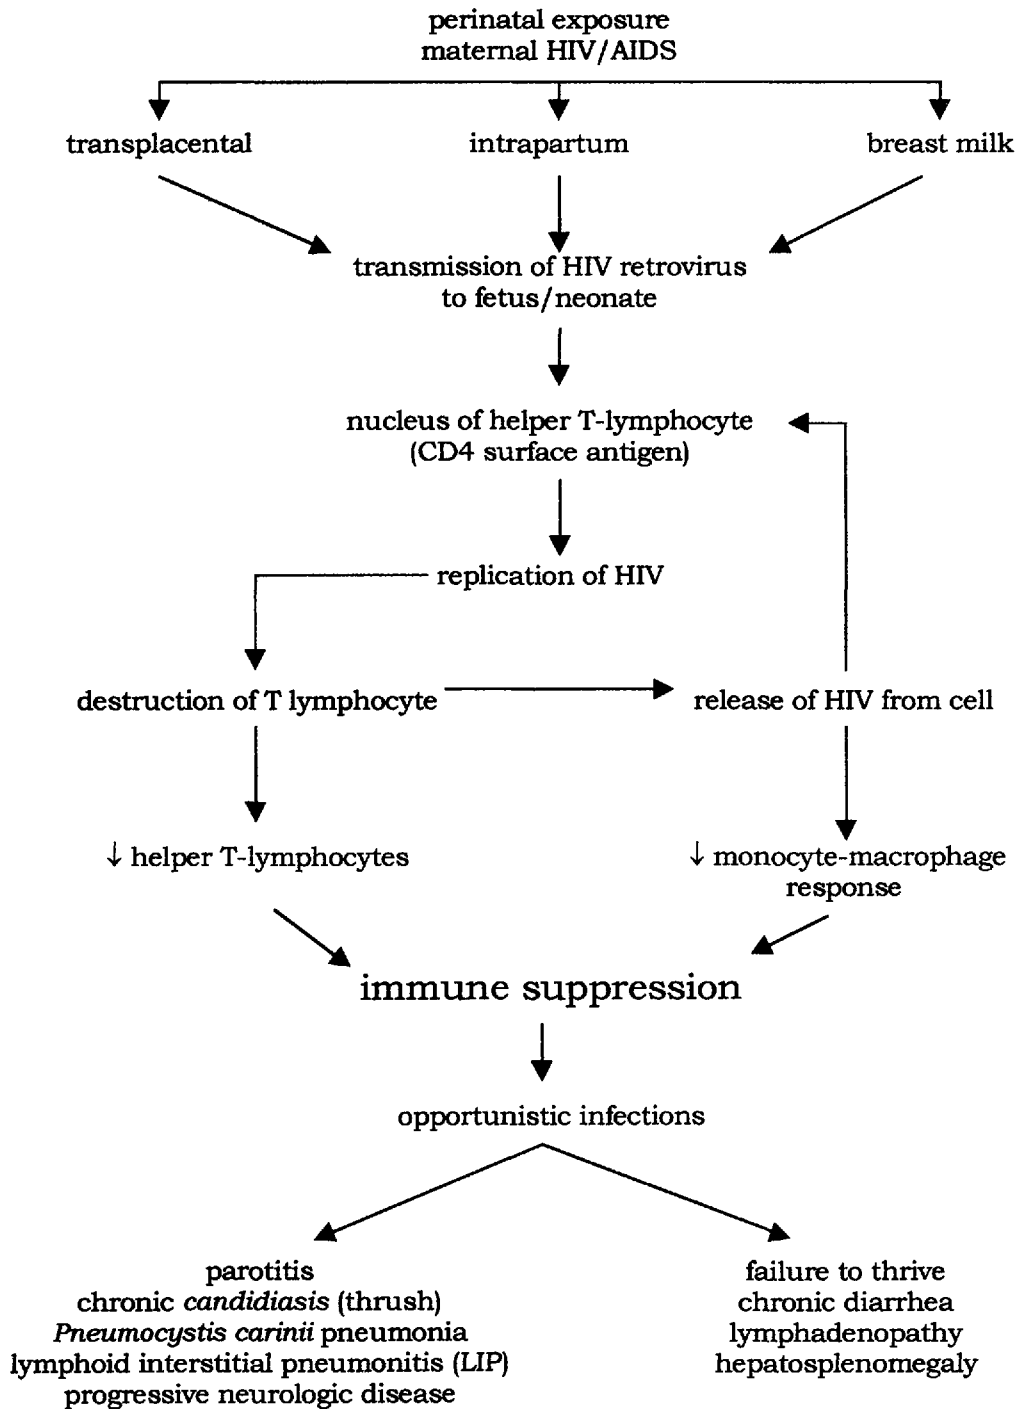 perinatal exposure
maternal HIV/AIDS
transplacental
intrapartum
breast milk
transmission of HIV retrovirus
to fetus/neonate
nucleus of helper T-lymphocyte
(CD4 surface antigen)
replication of HIV
destruction of T lymphocyte
release of HIV from cell
↓ helper T-lymphocytes
↓ monocyte-macrophage
response
immune suppression
opportunistic infections
parotitis
chronic candidiasis (thrush)
Pneumocystis carinii pneumonia
lymphoid interstitial pneumonitis (LIP)
progressive neurologic disease
failure to thrive
chronic diarrhea
lymphadenopathy
hepatosplenomegaly